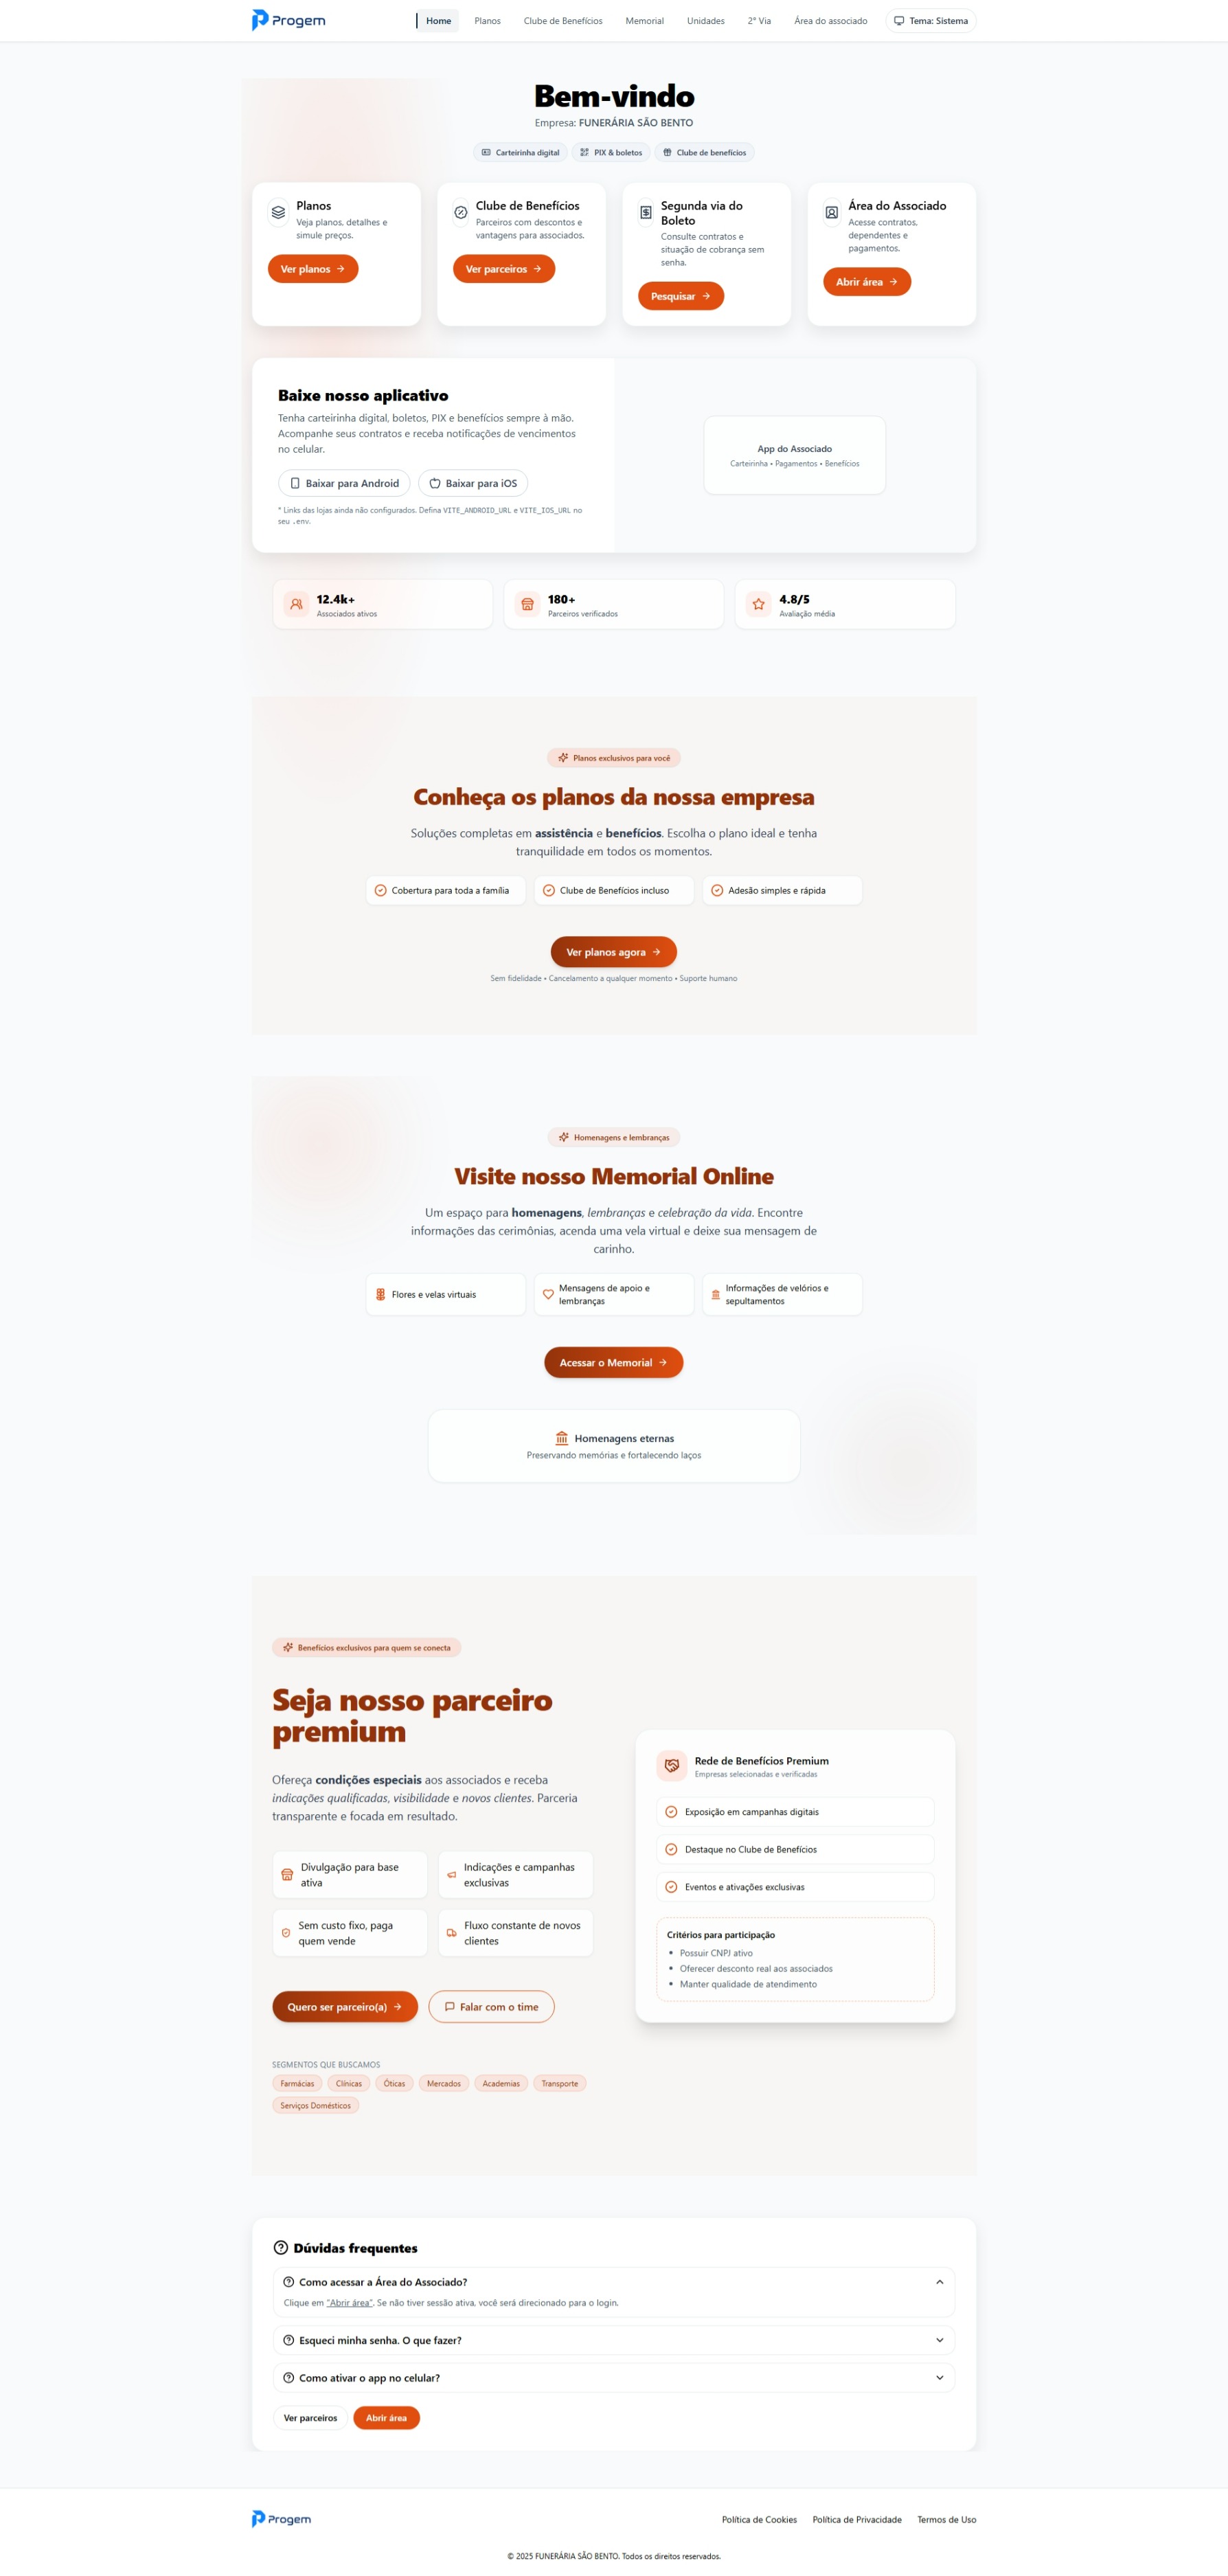 Progem
Home
Planos
Clube de Benefícios
Memorial
Unidades
2° Via
Área do associado
Tema: Sistema
Bem-vindo
Empresa: FUNERÁRIA SÃO BENTO
Carteirinha digital
PIX & boletos
Clube de benefícios
Planos
Veja planos, detalhes e
simule preços.
Ver planos
Clube de Benefícios
Parceiros com descontos e
vantagens para associados.
Ver parceiros
Segunda via do
Boleto
Consulte contratos e
situação de cobrança sem
senha.
Pesquisar
Área do Associado
Acesse contratos,
dependentes e
pagamentos.
Abrir área
Baixe nosso aplicativo
Tenha carteirinha digital, boletos, PIX e benefícios sempre à mão.
Acompanhe seus contratos e receba notificações de vencimentos
no celular.
Baixar para Android
Baixar para iOS
* Links das lojas ainda não configurados. Defina VITE_ANDROID_URL e VITE_IOS_URL no
seu .env.
App do Associado
Carteirinha • Pagamentos • Benefícios
12.4k+
Associados ativos
180+
Parceiros verificados
4.8/5
Avaliação média
Planos exclusivos para você
Conheça os planos da nossa empresa
Soluções completas em assistência e benefícios. Escolha o plano ideal e tenha
tranquilidade em todos os momentos.
Cobertura para toda a família
Clube de Benefícios incluso
Adesão simples e rápida
Ver planos agora
Sem fidelidade • Cancelamento a qualquer momento • Suporte humano
Homenagens e lembranças
Visite nosso Memorial Online
Um espaço para homenagens, lembranças e celebração da vida. Encontre
informações das cerimônias, acenda uma vela virtual e deixe sua mensagem de
carinho.
Flores e velas virtuais
Mensagens de apoio e
lembranças
Informações de velórios e
sepultamentos
Acessar o Memorial
Homenagens eternas
Preservando memórias e fortalecendo laços
Benefícios exclusivos para quem se conecta
Seja nosso parceiro
premium
Ofereça condições especiais aos associados e receba
indicações qualificadas, visibilidade e novos clientes. Parceria
transparente e focada em resultado.
Divulgação para base
ativa
Indicações e campanhas
exclusivas
Sem custo fixo, paga
quem vende
Fluxo constante de novos
clientes
Quero ser parceiro(a)
Falar com o time
SEGMENTOS QUE BUSCAMOS
Farmácias
Clínicas
Óticas
Mercados
Academias
Transporte
Serviços Domésticos
Rede de Benefícios Premium
Empresas selecionadas e verificadas
Exposição em campanhas digitais
Destaque no Clube de Benefícios
Eventos e ativações exclusivas
Critérios para participação
• Possuir CNPJ ativo
• Oferecer desconto real aos associados
• Manter qualidade de atendimento
Dúvidas frequentes
Como acessar a Área do Associado?
Clique em "Abrir área". Se não tiver sessão ativa, você será direcionado para o login.
Esqueci minha senha. O que fazer?
Como ativar o app no celular?
Ver parceiros
Abrir área
Progem
Política de Cookies
Política de Privacidade
Termos de Uso
© 2025 FUNERÁRIA SÃO BENTO. Todos os direitos reservados.